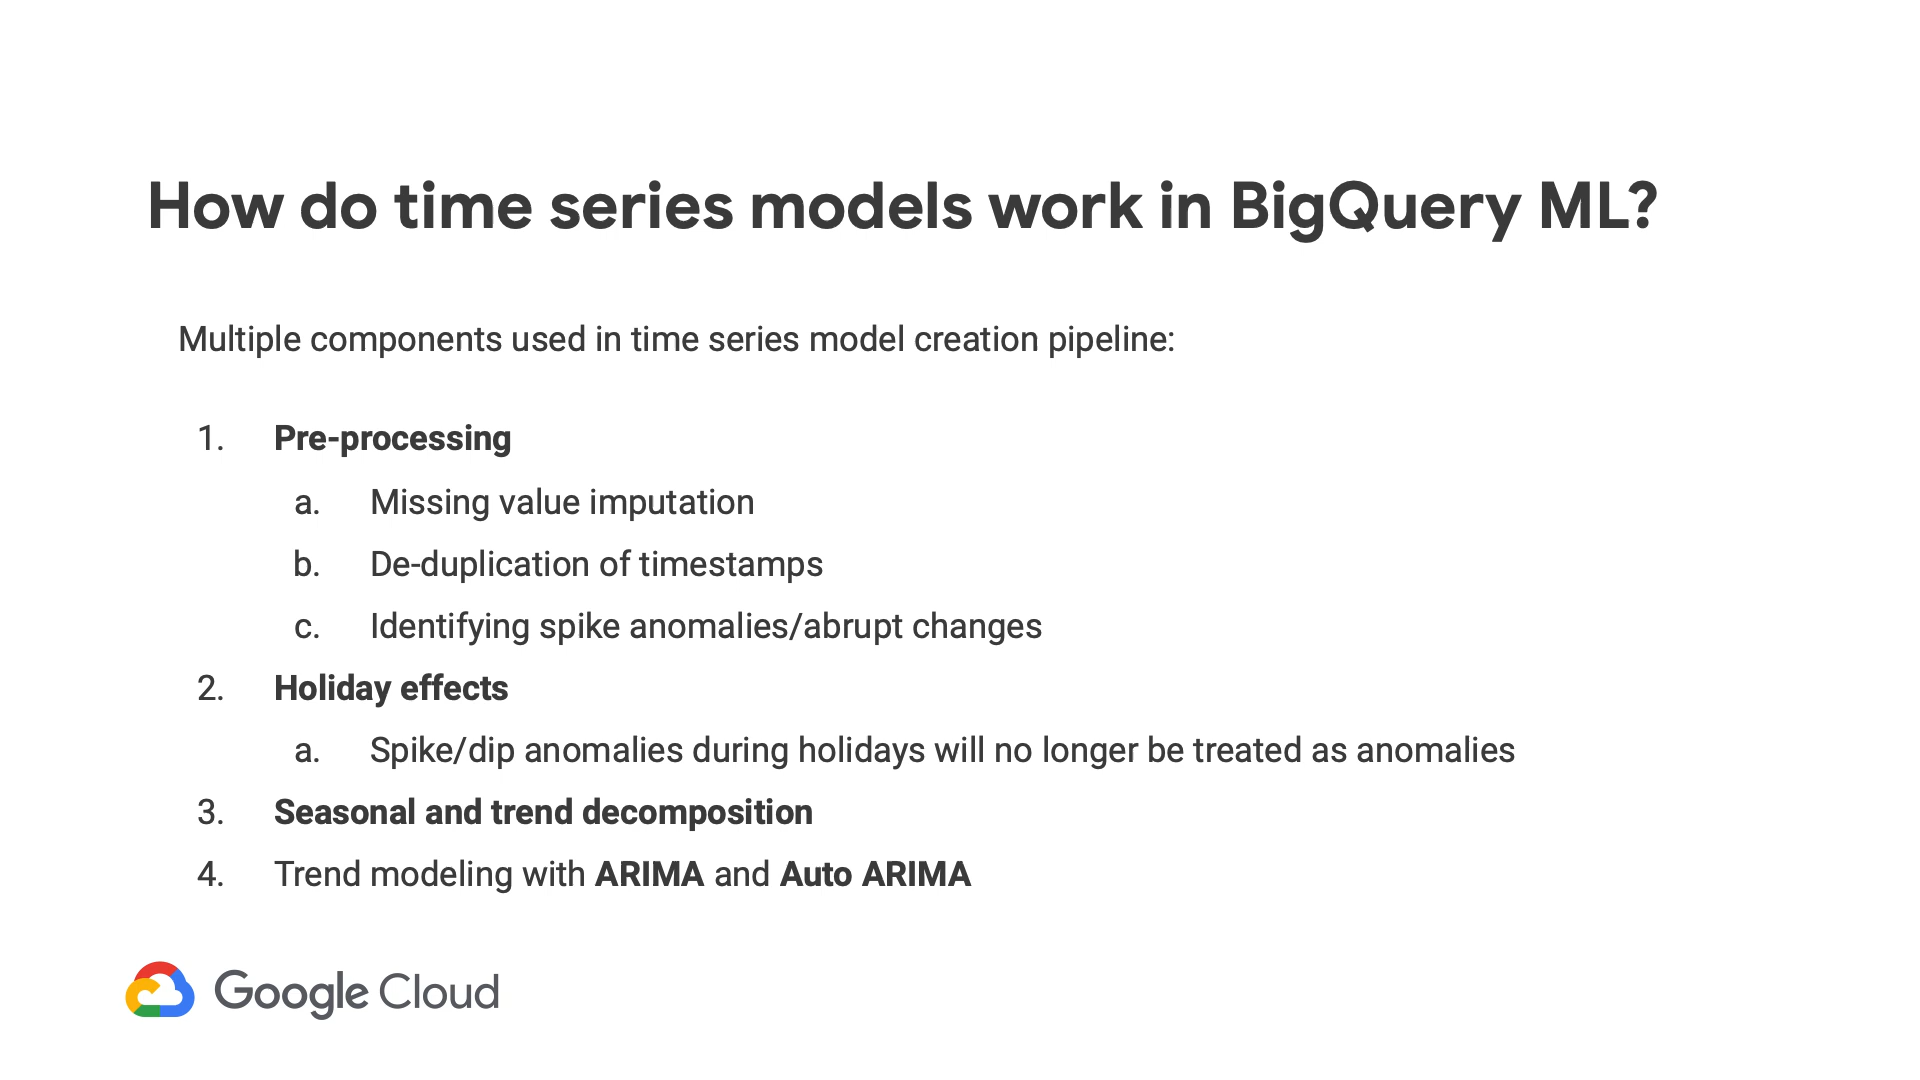 How do time series models work in BigQuery ML?
Multiple components used in time series model creation pipeline:
1. Pre-processing
a. Missing value imputation
b. De-duplication of timestamps
c. Identifying spike anomalies/abrupt changes
2. Holiday effects
a. Spike/dip anomalies during holidays will no longer be treated as anomalies
3. Seasonal and trend decomposition
4. Trend modeling with ARIMA and Auto ARIMA
Google Cloud